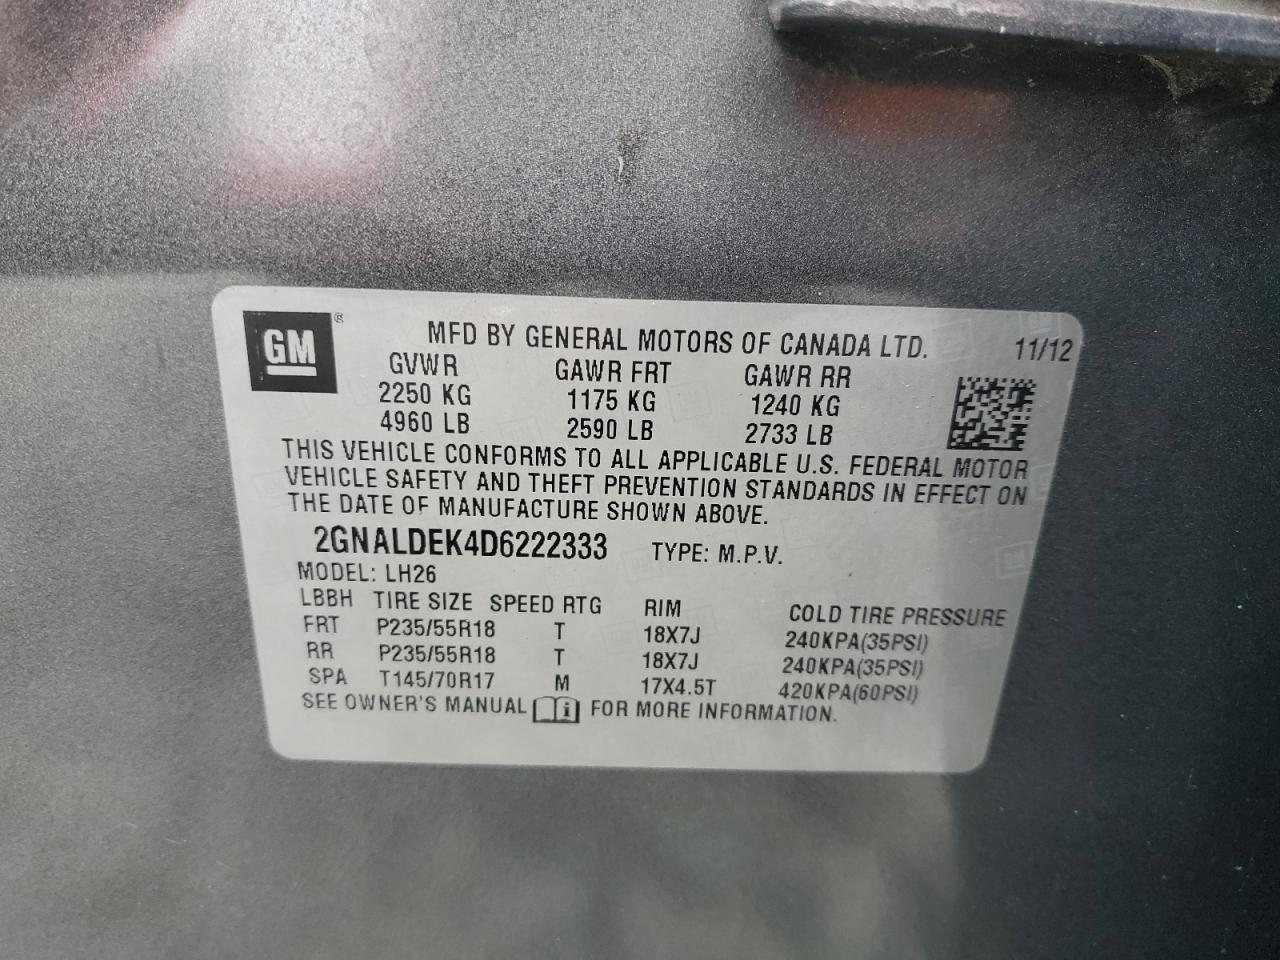 GM ®
MFD BY GENERAL MOTORS OF CANADA LTD. 11/12
GVWR GAWR FRT GAWR RR
2250 KG 1175 KG 1240 KG
4960 LB 2590 LB 2733 LB
THIS VEHICLE CONFORMS TO ALL APPLICABLE U.S. FEDERAL MOTOR
VEHICLE SAFETY AND THEFT PREVENTION STANDARDS IN EFFECT ON
THE DATE OF MANUFACTURE SHOWN ABOVE.
2GNALDEK4D6222333 TYPE: M.P.V.
MODEL: LH26
LBBH TIRE SIZE SPEED RTG RIM COLD TIRE PRESSURE
FRT P235/55R18 T 18X7J 240KPA(35PSI)
RR P235/55R18 T 18X7J 240KPA(35PSI)
SPA T145/70R17 M 17X4.5T 420KPA(60PSI)
SEE OWNER'S MANUAL i FOR MORE INFORMATION.